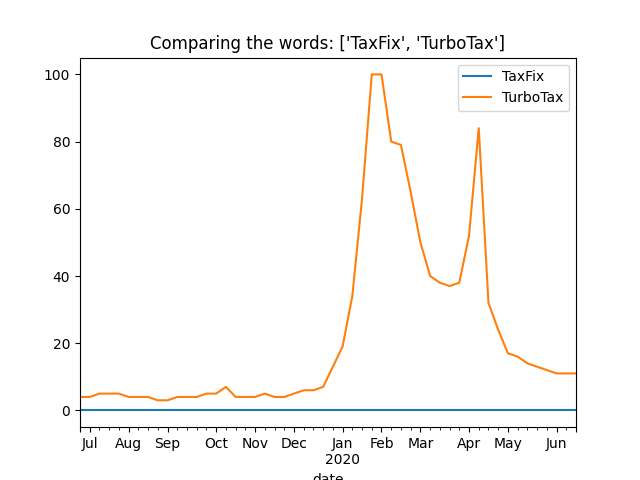 Comparing the words: ['TaxFix', 'TurboTax']
TaxFix
TurboTax
100
80
60
40
20
0
Jul Aug Sep Oct Nov Dec Jan Feb Mar Apr May Jun
2020
date